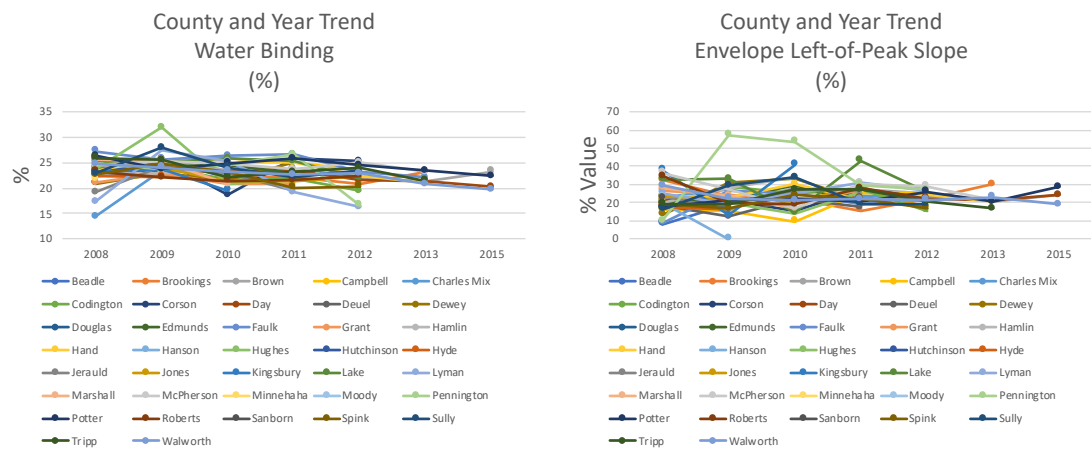 County and Year Trend
Water Binding
(%)
%
35
30
25
20
15
10
2008 2009 2010 2011 2012 2013 2015
Beadle Brookings Brown Campbell Charles Mix
Codington Corson Day Deuel Dewey
Douglas Edmunds Faulk Grant Hamlin
Hand Hanson Hughes Hutchinson Hyde
Jerauld Jones Kingsbury Lake Lyman
Marshall McPherson Minnehaha Moody Pennington
Potter Roberts Sanborn Spink Sully
Tripp Walworth
County and Year Trend
Envelope Left-of-Peak Slope
(%)
% Value
70
60
50
40
30
20
10
0
2008 2009 2010 2011 2012 2013 2015
Beadle Brookings Brown Campbell Charles Mix
Codington Corson Day Deuel Dewey
Douglas Edmunds Faulk Grant Hamlin
Hand Hanson Hughes Hutchinson Hyde
Jerauld Jones Kingsbury Lake Lyman
Marshall McPherson Minnehaha Moody Pennington
Potter Roberts Sanborn Spink Sully
Tripp Walworth